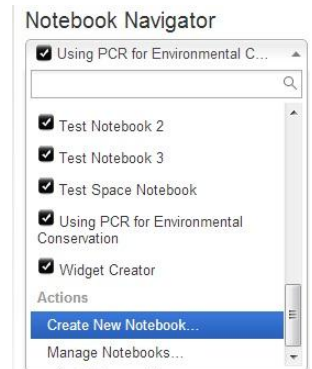 Notebook Navigator
Using PCR for Environmental C...
Test Notebook 2
Test Notebook 3
Test Space Notebook
Using PCR for Environmental
Conservation
Widget Creator
Actions
Create New Notebook...
Manage Notebooks...